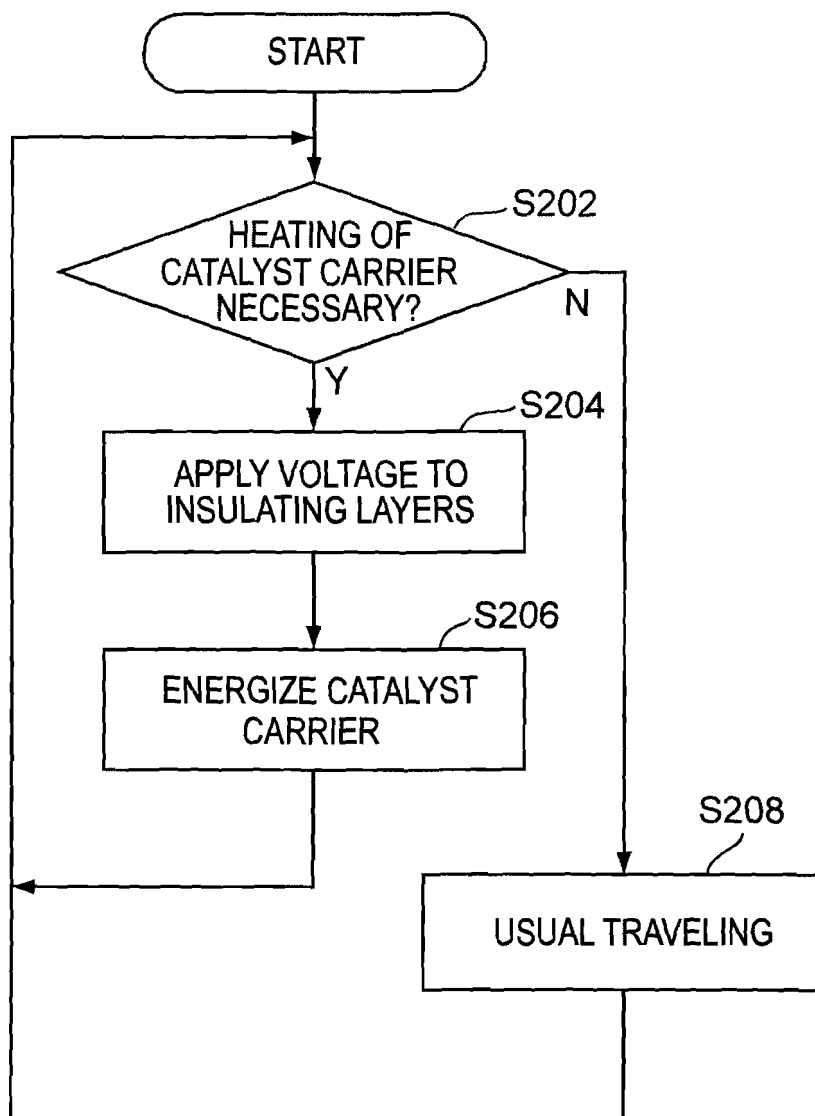 START
S202
HEATING OF
CATALYST CARRIER
NECESSARY?
N
Y
S204
APPLY VOLTAGE TO
INSULATING LAYERS
S206
ENERGIZE CATALYST
CARRIER
S208
USUAL TRAVELING